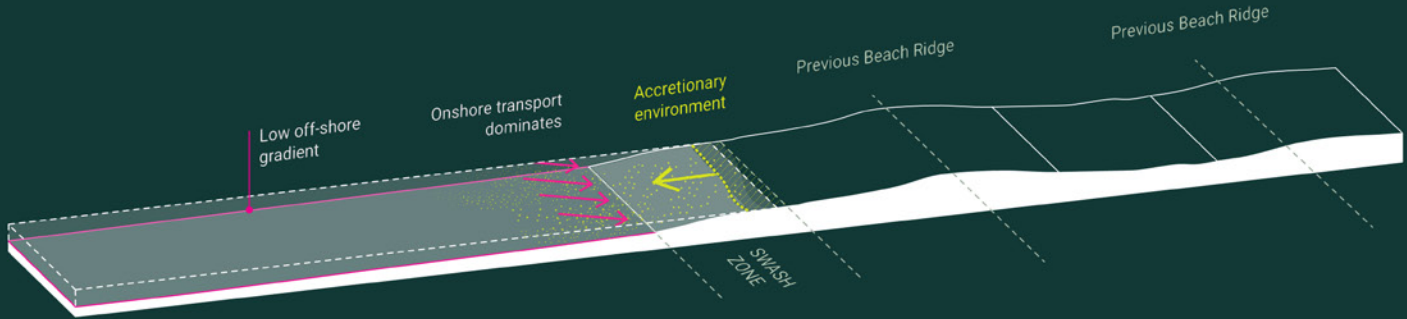 Low off-shore
gradient
Onshore transport
dominates
Accretionary
environment
Previous Beach Ridge
Previous Beach Ridge
SWASH
ZONE